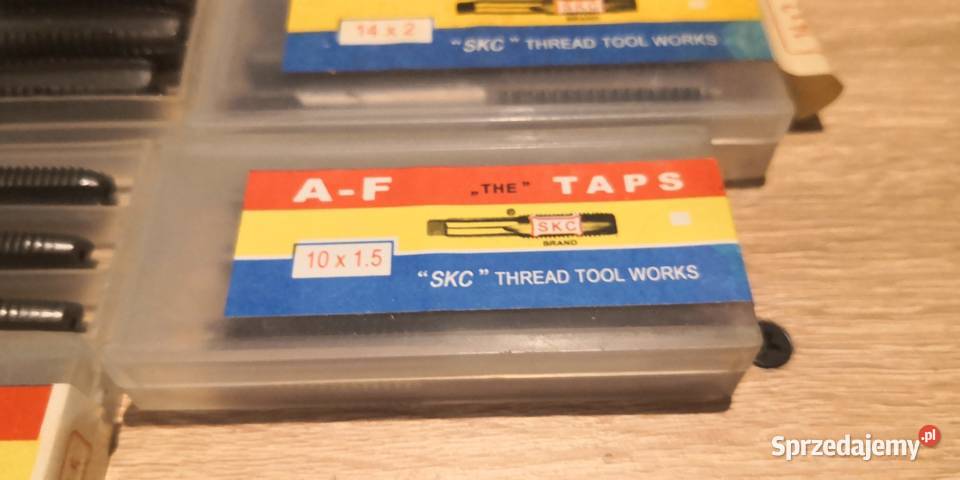 SKC
14 x 2
"SKC" THREAD TOOL WORKS
A-F „THE" TAPS
SKC
BRAND
10 x 1.5
"SKC" THREAD TOOL WORKS
Sprzedajemy.pl